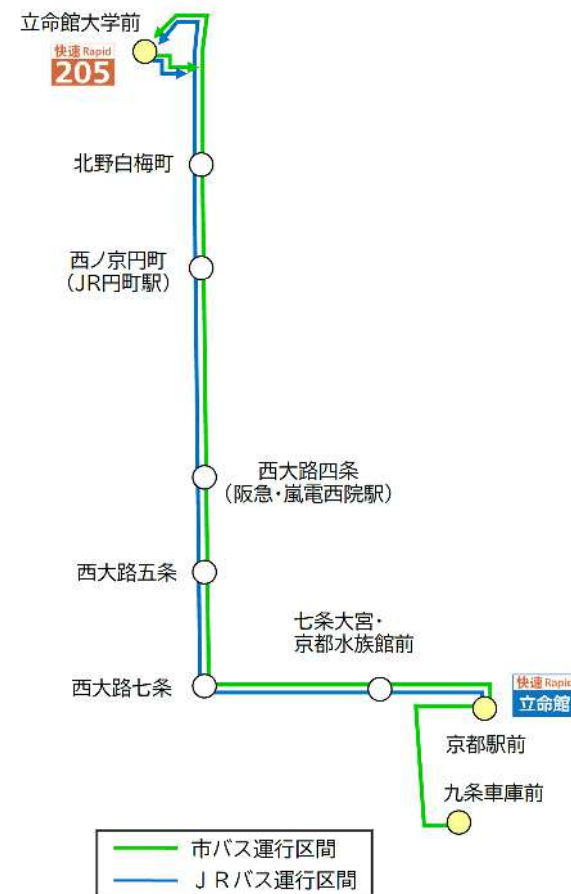 立命館大学前
快速 Rapid
205
北野白梅町
西ノ京円町
（JR円町駅）
西大路四条
（阪急・嵐電西院駅）
西大路五条
七条大宮・
京都水族館前
西大路七条
快速 Rapid
立命館
京都駅前
九条車庫前
市バス運行区間
ＪＲバス運行区間